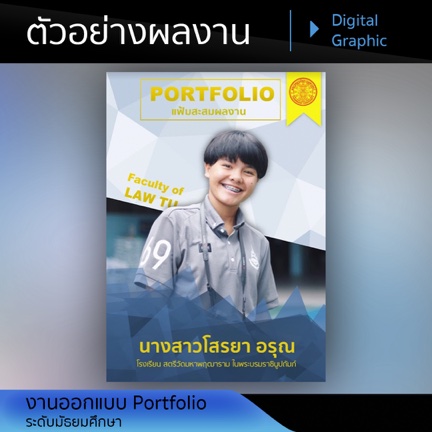 ตัวอย่างผลงาน
Digital
Graphic
PORTFOLIO
แฟ้มสะสมผลงาน
Faculty of
LAW TU
69
นางสาวโสรยา อรุณ
โรงเรียน สตรีวัดมหาพฤฒาราม ในพระบรมราชินูปถัมภ์
งานออกแบบ Portfolio
ระดับมัธยมศึกษา